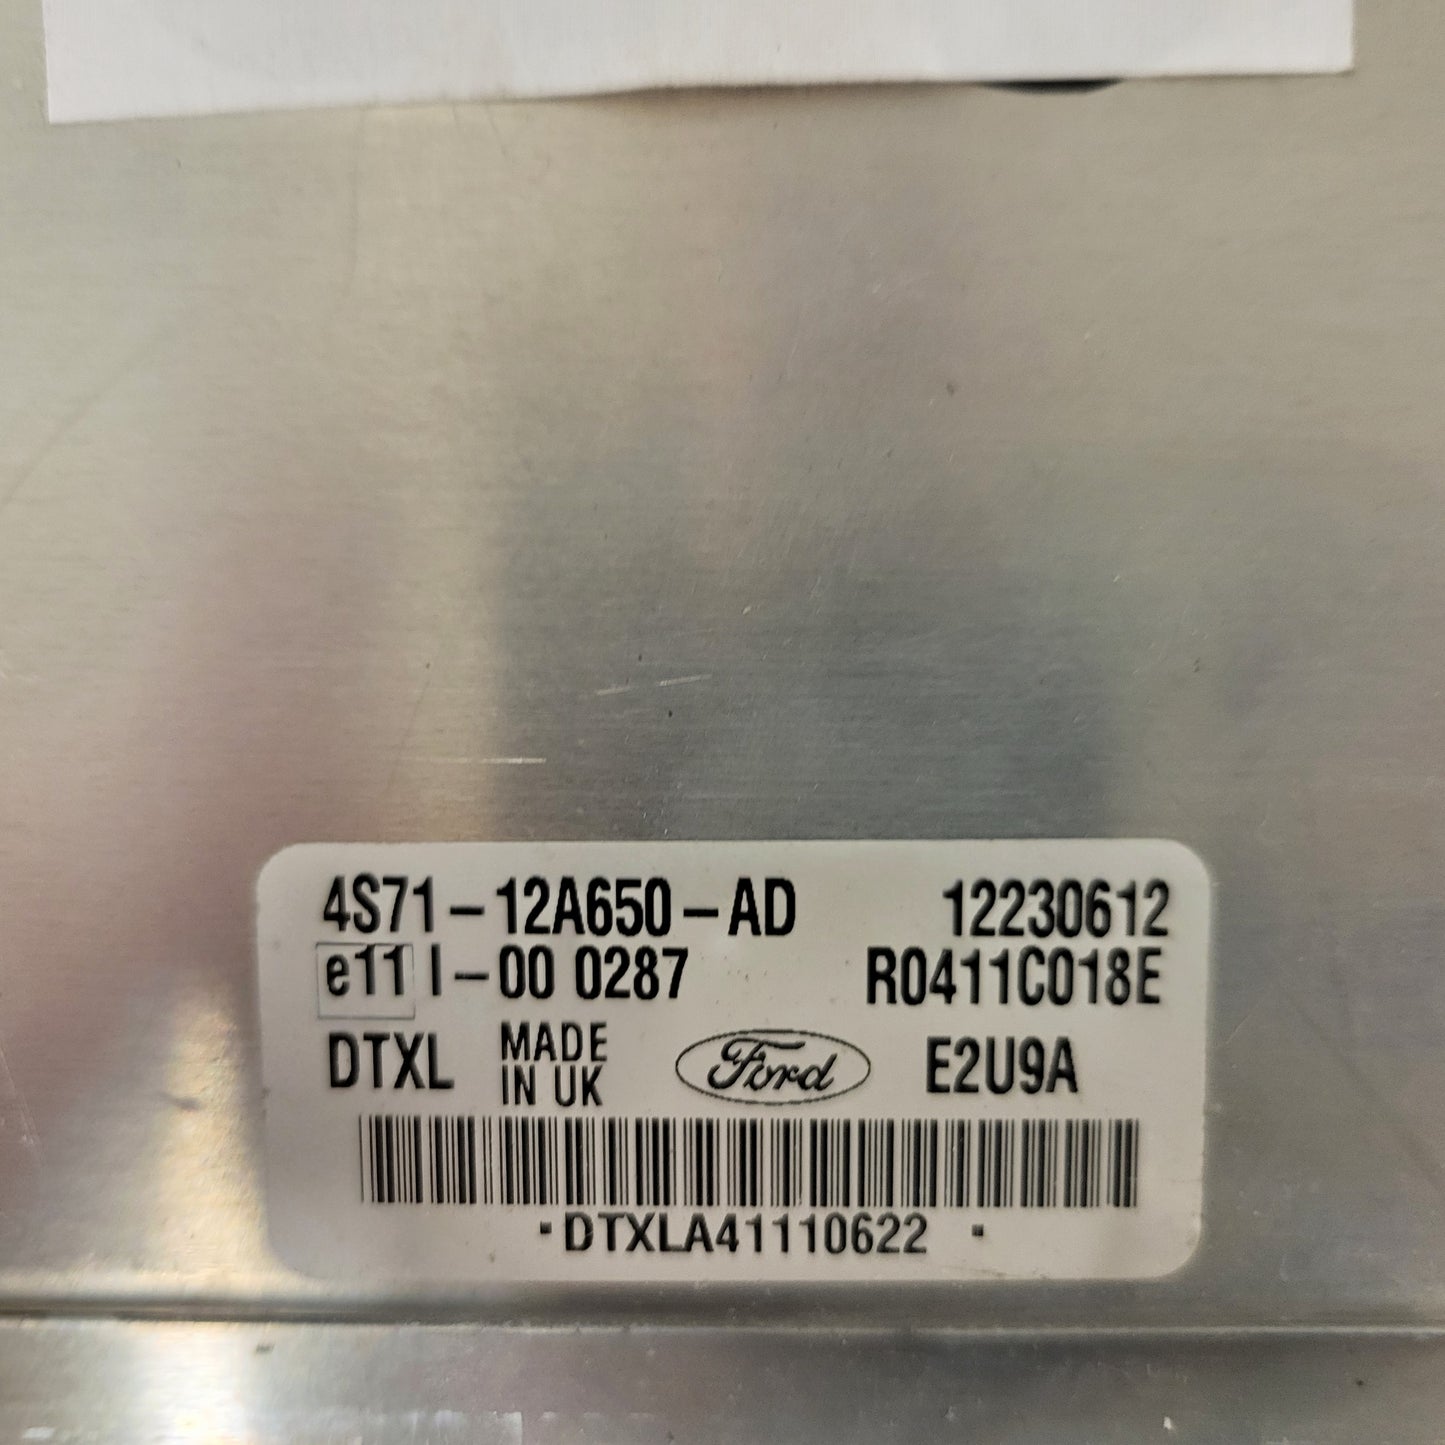 4S71-12A650-AD 12230612
e11 I-00 0287 R0411C018E
DTXL MADE IN UK Ford E2U9A
·DTXLA41110622 ·